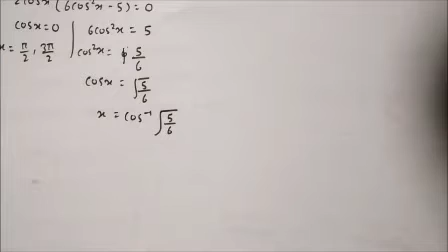 2cosx (6cos²x - 5) = 0
cosx = 0 | 6cos²x = 5
x = π/2, 3π/2 | cos²x = 5/6
cosx = √(5/6)
x = cos⁻¹ √(5/6)